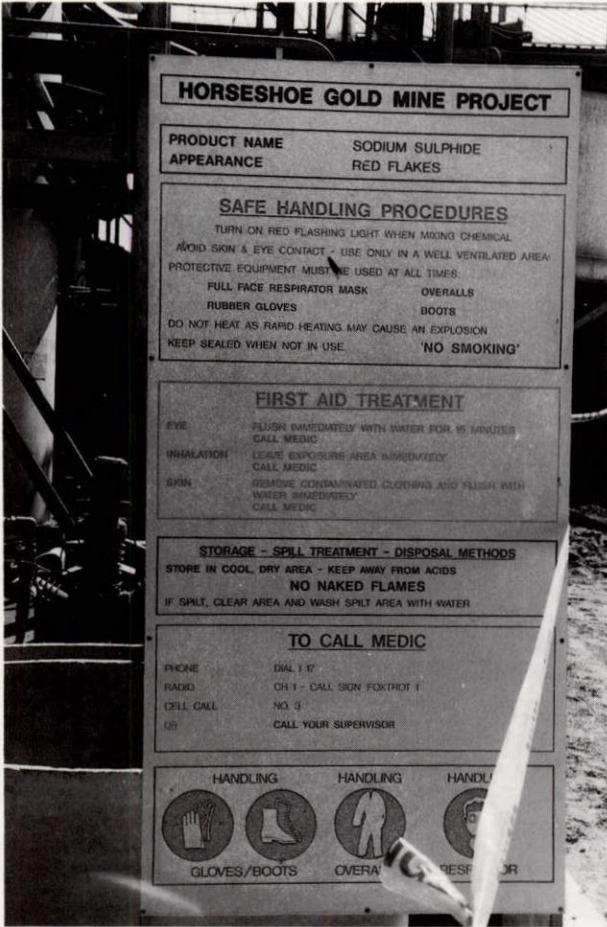 HORSESHOE GOLD MINE PROJECT
PRODUCT NAME SODIUM SULPHIDE
APPEARANCE RED FLAKES
SAFE HANDLING PROCEDURES
TURN ON RED FLASHING LIGHT WHEN MIXING CHEMICAL
AVOID SKIN & EYE CONTACT - USE ONLY IN A WELL VENTILATED AREA
PROTECTIVE EQUIPMENT MUST BE USED AT ALL TIMES:
FULL FACE RESPIRATOR MASK OVERALLS
RUBBER GLOVES BOOTS
DO NOT HEAT AS RAPID HEATING MAY CAUSE AN EXPLOSION
KEEP SEALED WHEN NOT IN USE 'NO SMOKING'
FIRST AID TREATMENT
EYE FLUSH IMMEDIATELY WITH WATER FOR 15 MINUTES
CALL MEDIC
INHALATION LEAVE EXPOSURE AREA IMMEDIATELY
CALL MEDIC
SKIN REMOVE CONTAMINATED CLOTHING AND FLUSH WITH
WATER IMMEDIATELY
CALL MEDIC
STORAGE - SPILL TREATMENT - DISPOSAL METHODS
STORE IN COOL, DRY AREA - KEEP AWAY FROM ACIDS
NO NAKED FLAMES
IF SPILT, CLEAR AREA AND WASH SPILT AREA WITH WATER
TO CALL MEDIC
PHONE DIAL 117
RADIO CH 1 - CALL SIGN FOXTROT 1
CELL CALL NO. 3
OR CALL YOUR SUPERVISOR
HANDLING HANDLING HANDLI
GLOVES/BOOTS OVERA RESP OR